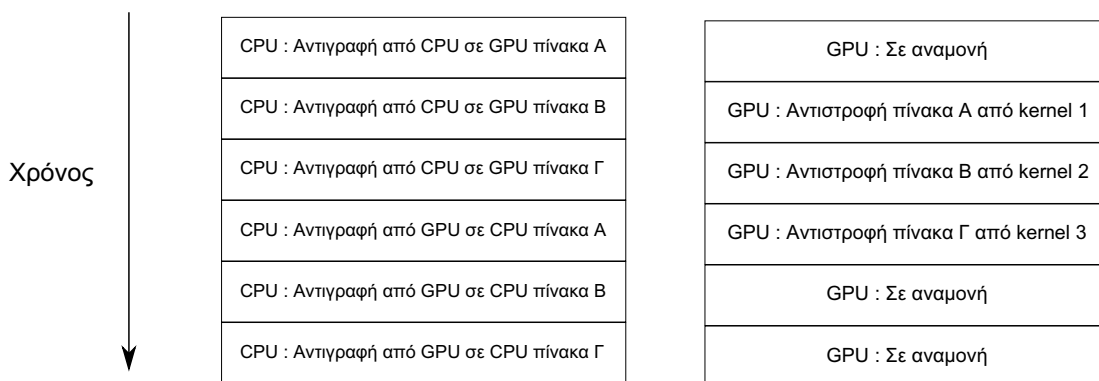 Χρόνος
CPU : Αντιγραφή από CPU σε GPU πίνακα Α
CPU : Αντιγραφή από CPU σε GPU πίνακα Β
CPU : Αντιγραφή από CPU σε GPU πίνακα Γ
CPU : Αντιγραφή από GPU σε CPU πίνακα Α
CPU : Αντιγραφή από GPU σε CPU πίνακα Β
CPU : Αντιγραφή από GPU σε CPU πίνακα Γ
GPU : Σε αναμονή
GPU : Αντιστροφή πίνακα Α από kernel 1
GPU : Αντιστροφή πίνακα Β από kernel 2
GPU : Αντιστροφή πίνακα Γ από kernel 3
GPU : Σε αναμονή
GPU : Σε αναμονή